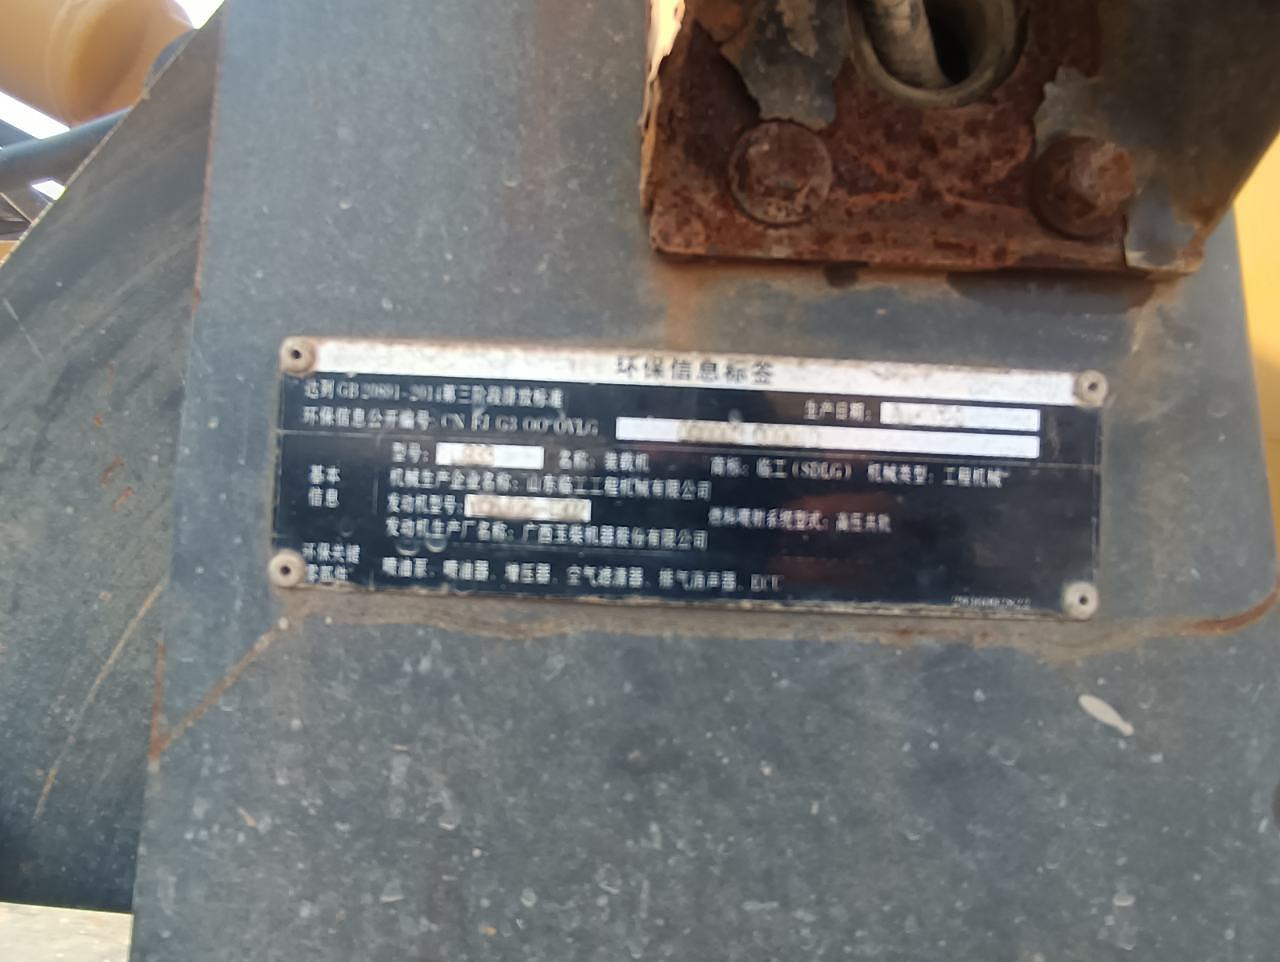 环保信息标签
达到 GB 20891-2014第三阶段排放标准
生产日期：
环保信息公开编号: CN FJ G3 00
基本信息
型号:
名称: 装载机 商标: 临工(SDLG) 机械类型: 工程机械
机械生产企业名称: 山东临工工程机械有限公司
发动机型号:
燃料喷射系统型式: 高压共轨
发动机生产厂名称: 广西玉柴机器股份有限公司
环保关键零部件
喷油泵、喷油器、增压器、空气滤清器、排气消声器、ECU